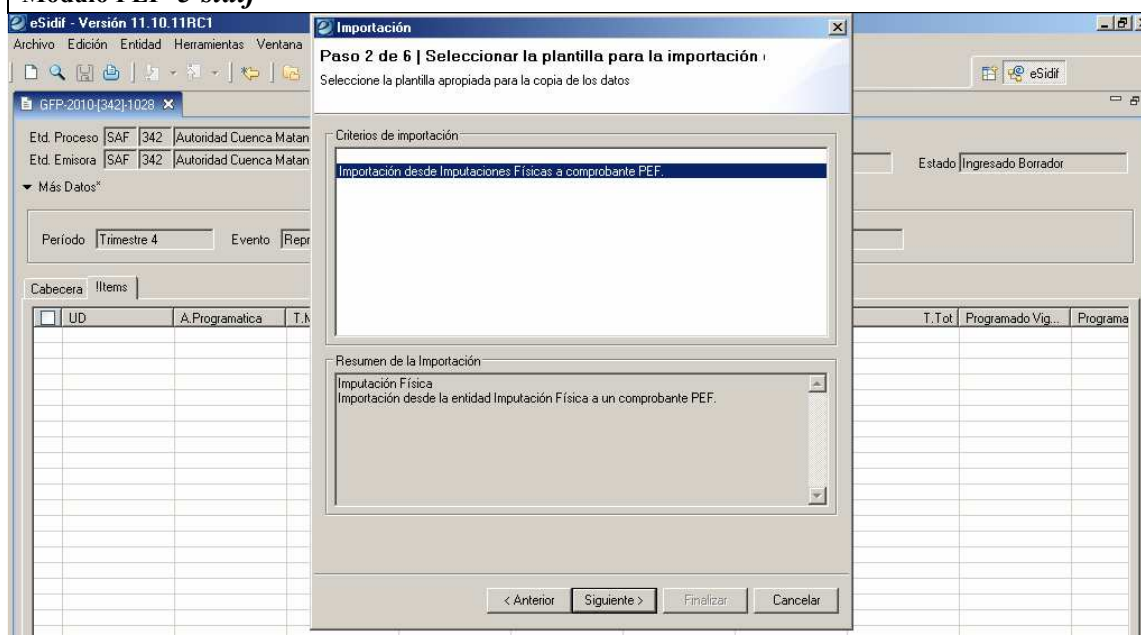 Módulo PEF e-sidif
eSidif - Versión 11.10.11RC1
Importación
Archivo Edición Entidad Herramientas Ventana
Paso 2 de 6 | Seleccionar la plantilla para la importación
Seleccione la plantilla apropiada para la copia de los datos
eSidif
GFP-2010-[342]-1028
Etd. Proceso SAF 342 Autoridad Cuenca Matan
Criterios de importación
Etd. Emisora SAF 342 Autoridad Cuenca Matan
Estado Ingresado Borrador
Importación desde Imputaciones Físicas a comprobante PEF.
Más Datos*
Período Trimestre 4 Evento Repr
Cabecera !Items
UD A.Programatica T.M T.Tot Programado Vig... Programa
Resumen de la Importación
Imputación Física
Importación desde la entidad Imputación Física a un comprobante PEF.
< Anterior Siguiente > Finalizar Cancelar